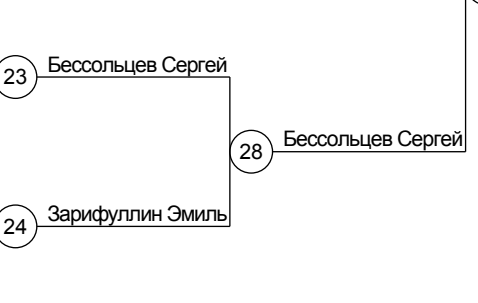 23 Бессольцев Сергей
28 Бессольцев Сергей
24 Зарифуллин Эмиль